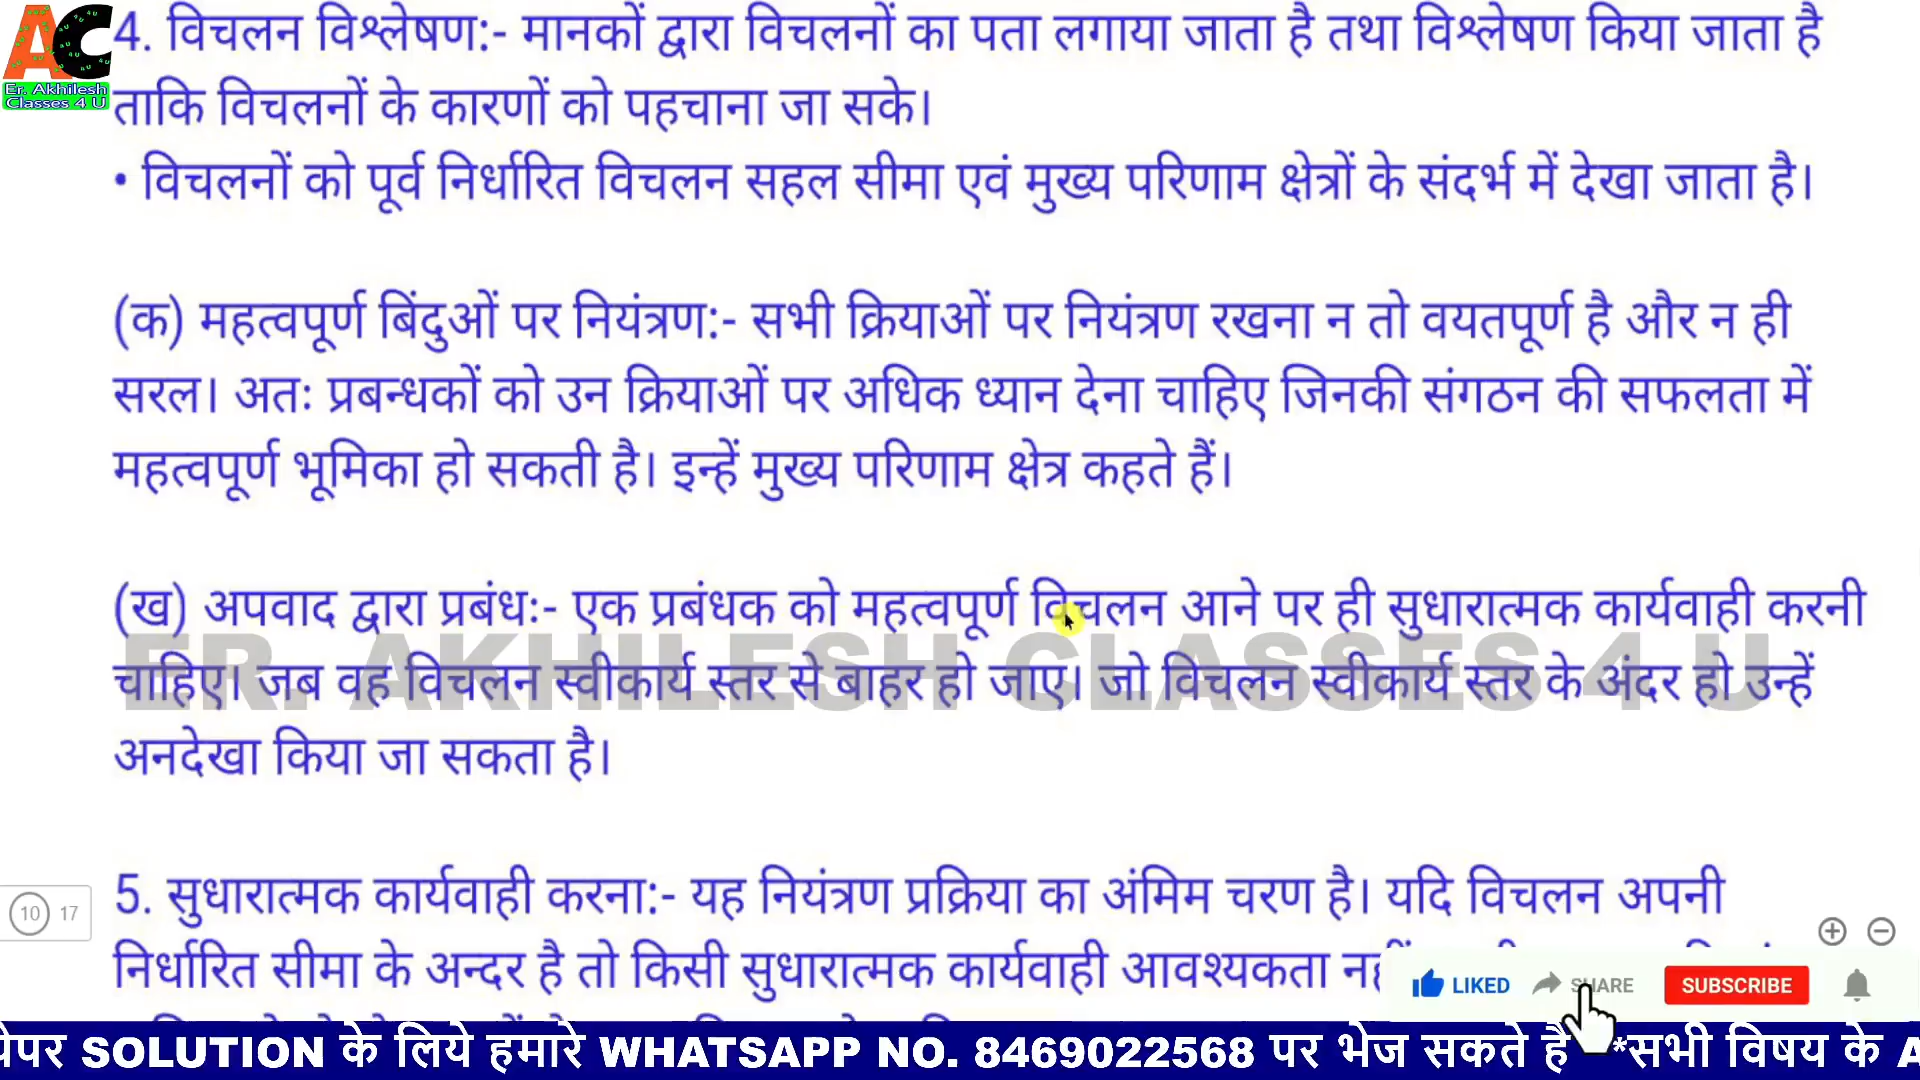 AC
Er. Akhilesh
Classes 4 U
4. विचलन विश्लेषण:- मानकों द्वारा विचलनों का पता लगाया जाता है तथा विश्लेषण किया जाता है
ताकि विचलनों के कारणों को पहचाना जा सके।
• विचलनों को पूर्व निर्धारित विचलन सहल सीमा एवं मुख्य परिणाम क्षेत्रों के संदर्भ में देखा जाता है।
(क) महत्वपूर्ण बिंदुओं पर नियंत्रण:- सभी क्रियाओं पर नियंत्रण रखना न तो वयतपूर्ण है और न ही
सरल। अतः प्रबन्धकों को उन क्रियाओं पर अधिक ध्यान देना चाहिए जिनकी संगठन की सफलता में
महत्वपूर्ण भूमिका हो सकती है। इन्हें मुख्य परिणाम क्षेत्र कहते हैं।
(ख) अपवाद द्वारा प्रबंधः- एक प्रबंधक को महत्वपूर्ण विचलन आने पर ही सुधारात्मक कार्यवाही करनी
ER. AKHILESH CLASSES 4 U
चाहिए। जब वह विचलन स्वीकार्य स्तर से बाहर हो जाए। जो विचलन स्वीकार्य स्तर के अंदर हो उन्हें
अनदेखा किया जा सकता है।
5. सुधारात्मक कार्यवाही करना:- यह नियंत्रण प्रक्रिया का अंमिम चरण है। यदि विचलन अपनी
10 17
निर्धारित सीमा के अन्दर है तो किसी सुधारात्मक कार्यवाही आवश्यकता
LIKED SHARE SUBSCRIBE
SOLUTION के लिये हमारे WHATSAPP NO. 8469022568 पर भेज सकते है *सभी विषय के